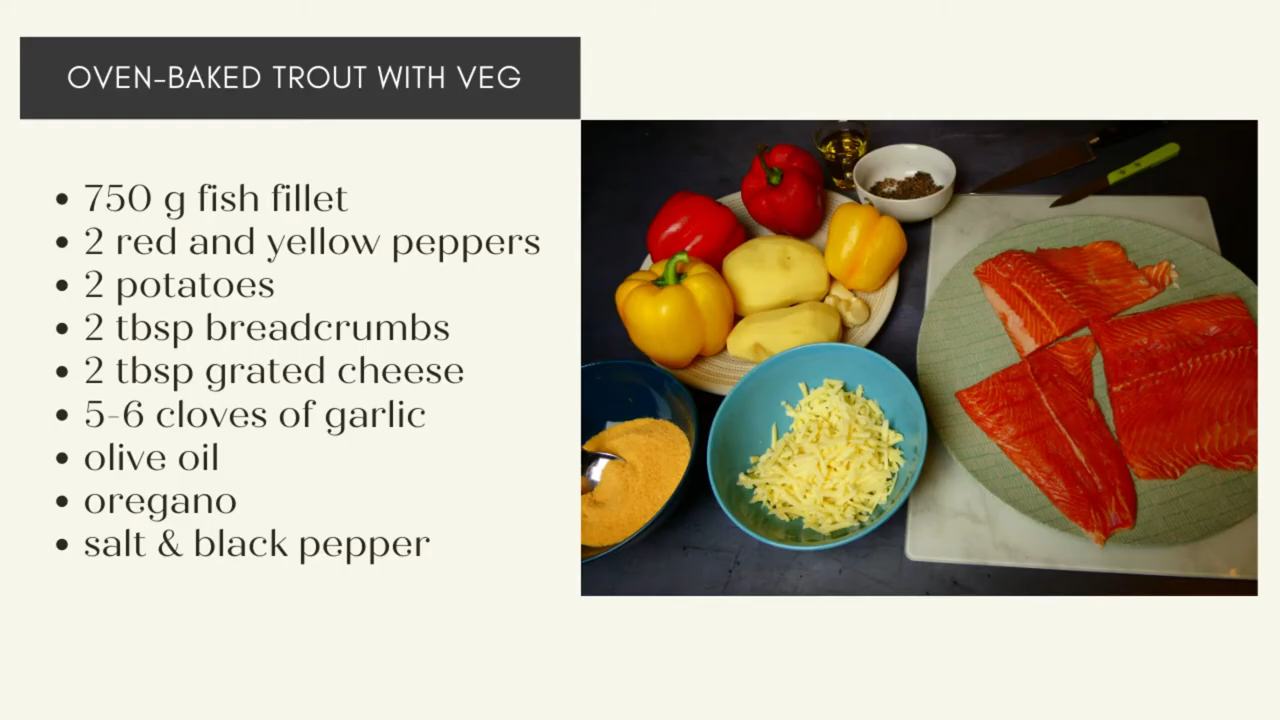 OVEN-BAKED TROUT WITH VEG
• 750 g fish fillet
• 2 red and yellow peppers
• 2 potatoes
• 2 tbsp breadcrumbs
• 2 tbsp grated cheese
• 5-6 cloves of garlic
• olive oil
• oregano
• salt & black pepper